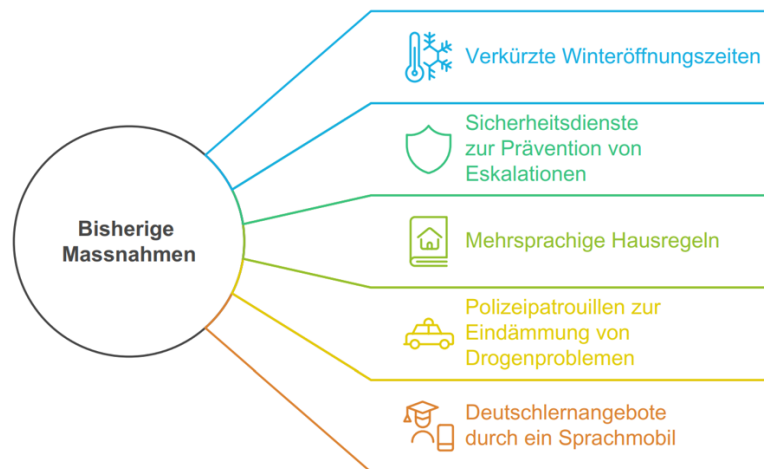 Bisherige
Massnahmen
Verkürzte Winteröffnungszeiten
Sicherheitsdienste
zur Prävention von
Eskalationen
Mehrsprachige Hausregeln
Polizeipatrouillen zur
Eindämmung von
Drogenproblemen
Deutschlernangebote
durch ein Sprachmobil